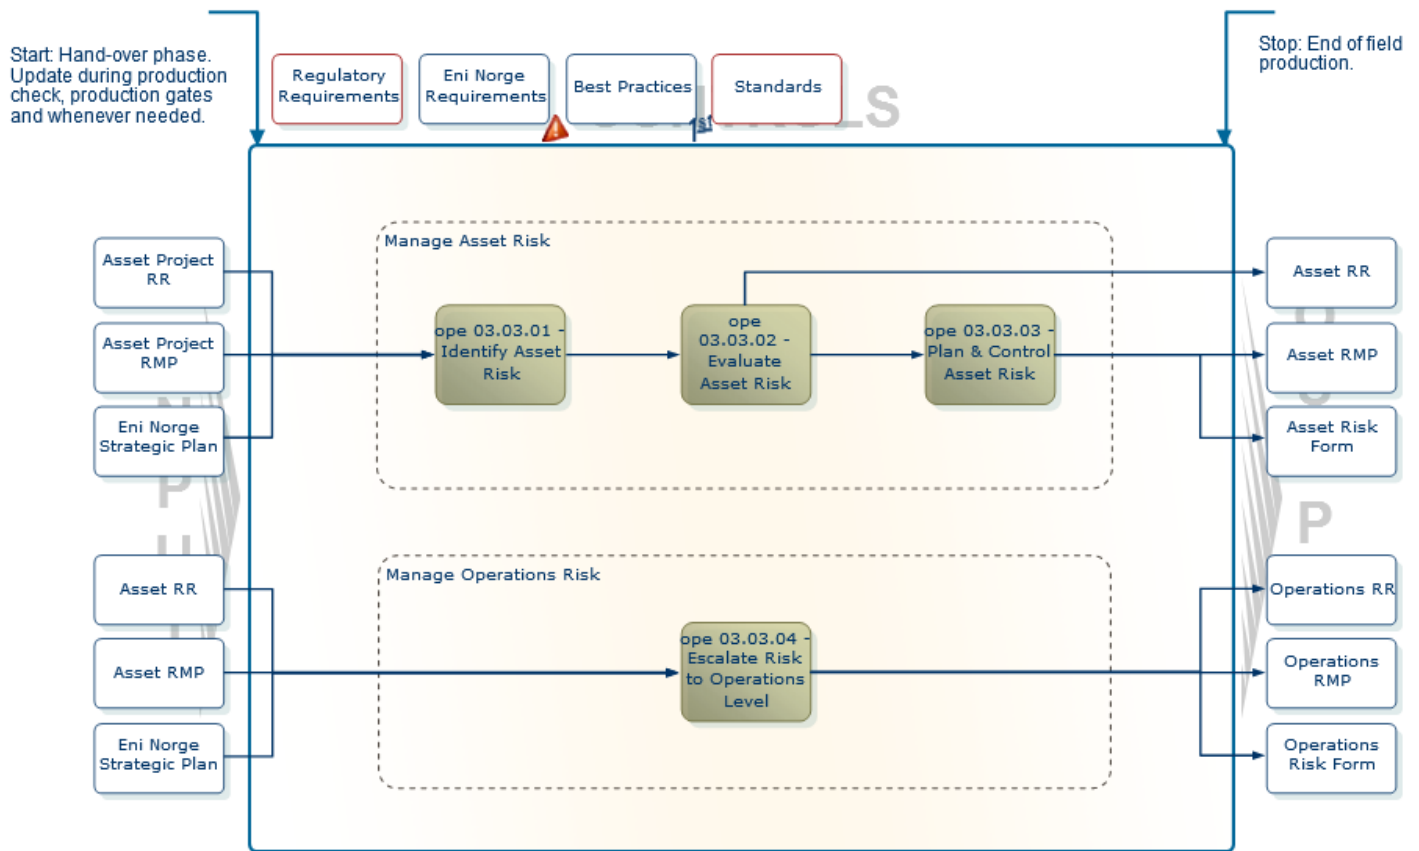 Start: Hand-over phase.
Update during production
check, production gates
and whenever needed.
Stop: End of field
production.
Regulatory
Requirements
Eni Norge
Requirements
Best Practices
Standards
Manage Asset Risk
Asset Project
RR
Asset Project
RMP
Eni Norge
Strategic Plan
ope 03.03.01 -
Identify Asset
Risk
ope
03.03.02 -
Evaluate
Asset Risk
ope 03.03.03 -
Plan & Control
Asset Risk
Asset RR
Asset RMP
Asset Risk
Form
P
P
Manage Operations Risk
Asset RR
Asset RMP
Eni Norge
Strategic Plan
ope 03.03.04 -
Escalate Risk
to Operations
Level
Operations RR
Operations
RMP
Operations
Risk Form